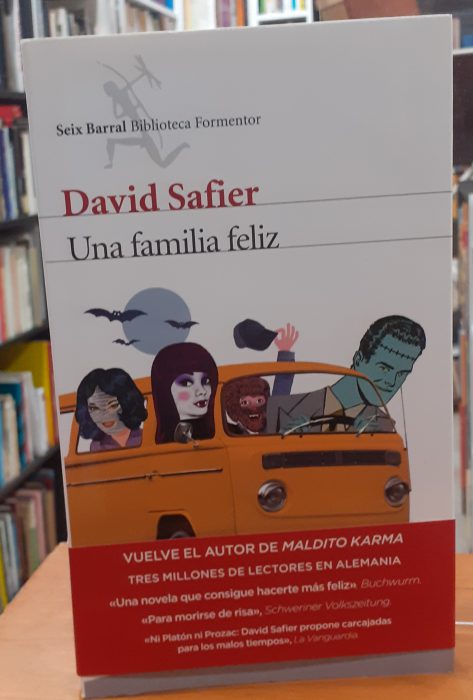 Seix Barral Biblioteca Formentor
David Safier
Una familia feliz
VUELVE EL AUTOR DE MALDITO KARMA
TRES MILLONES DE LECTORES EN ALEMANIA
«Una novela que consigue hacerte más feliz», Buchwurm.
«Para morirse de risa», Schweriner Volkszeitung.
«Ni Platón ni Prozac: David Safier propone carcajadas
para los malos tiempos», La Vanguardia.